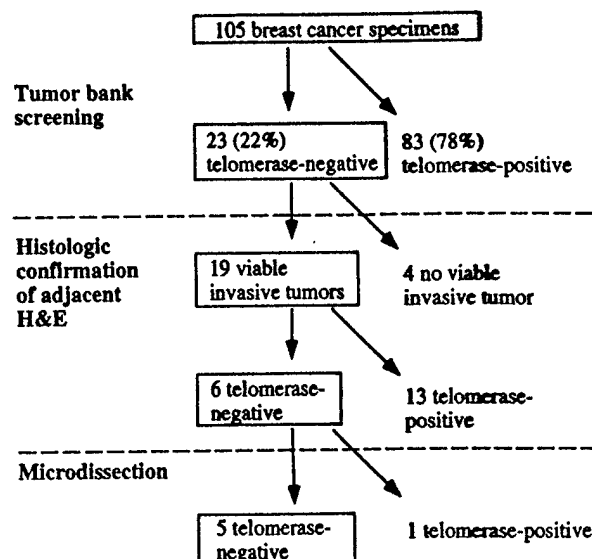 105 breast cancer specimens
Tumor bank
screening
23 (22%)
telomerase-negative
83 (78%)
telomerase-positive
Histologic
confirmation
of adjacent
H&E
19 viable
invasive tumors
4 no viable
invasive tumor
6 telomerase-
negative
13 telomerase-
positive
Microdissection
5 telomerase-
negative
1 telomerase-positive